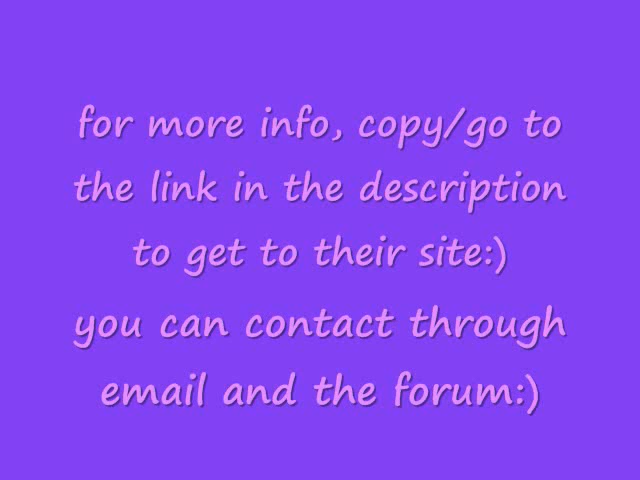 for more info, copy/go to
the link in the description
to get to their site:)
you can contact through
email and the forum:)